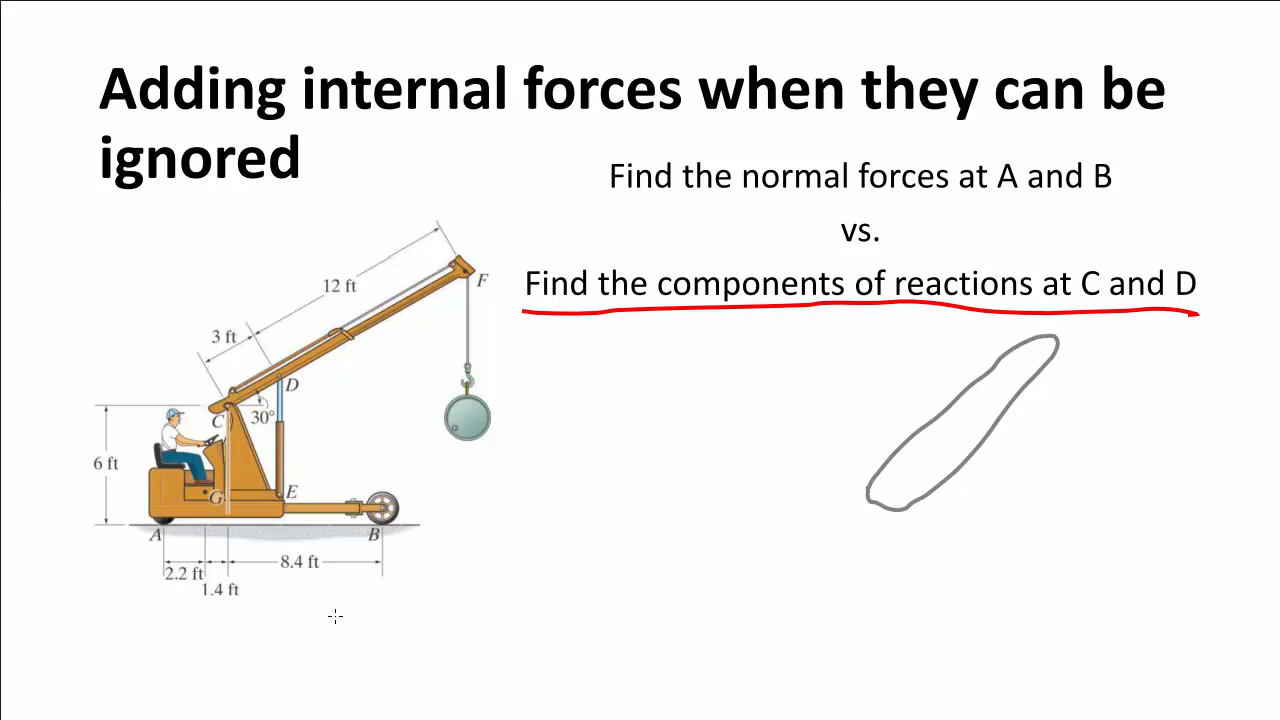 Adding internal forces when they can be
ignored
Find the normal forces at A and B
vs.
Find the components of reactions at C and D
12 ft
F
3 ft
D
C
30°
6 ft
G
E
A
B
2.2 ft
8.4 ft
1.4 ft